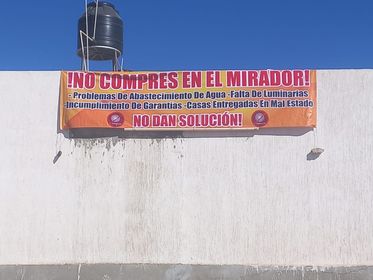 !NO COMPRES EN EL MIRADOR!
- Problemas De Abastecimiento De Agua -Falta De Luminarias
-Incumplimiento De Garantías -Casas Entregadas En Mal Estado
NO DAN SOLUCIÓN!